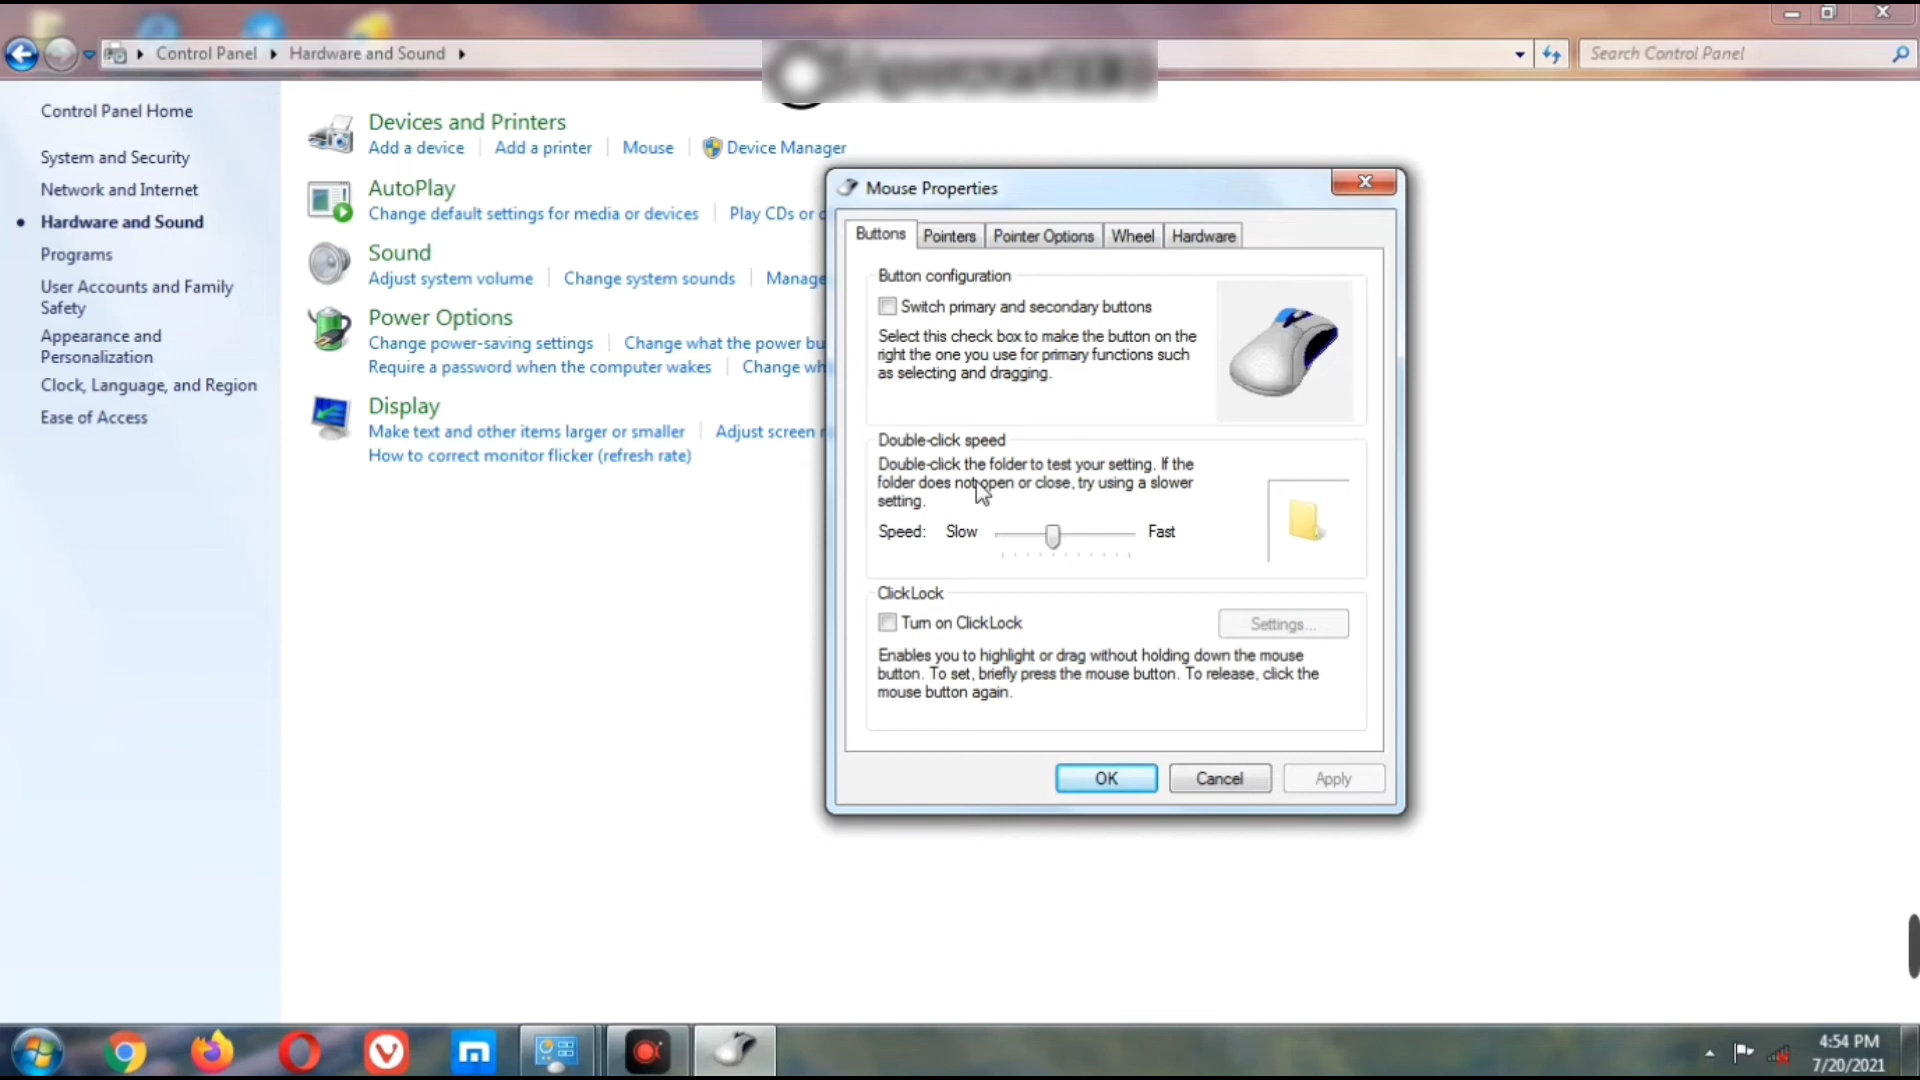 Control Panel Hardware and Sound
Search Control Panel
Control Panel Home
System and Security
Network and Internet
Hardware and Sound
Programs
User Accounts and Family
Safety
Appearance and
Personalization
Clock, Language, and Region
Ease of Access
Devices and Printers
Add a device Add a printer Mouse Device Manager
AutoPlay
Change default settings for media or devices Play CDs or
Sound
Adjust system volume Change system sounds Manage
Power Options
Change power-saving settings Change what the power bu
Require a password when the computer wakes Change wh
Display
Make text and other items larger or smaller Adjust screen
How to correct monitor flicker (refresh rate)
Mouse Properties
Buttons Pointers Pointer Options Wheel Hardware
Button configuration
Switch primary and secondary buttons
Select this check box to make the button on the
right the one you use for primary functions such
as selecting and dragging.
Double-click speed
Double-click the folder to test your setting. If the
folder does not open or close, try using a slower
setting.
Speed: Slow Fast
ClickLock
Turn on ClickLock Settings...
Enables you to highlight or drag without holding down the mouse
button. To set, briefly press the mouse button. To release, click the
mouse button again.
OK Cancel Apply
4:54 PM
7/20/2021